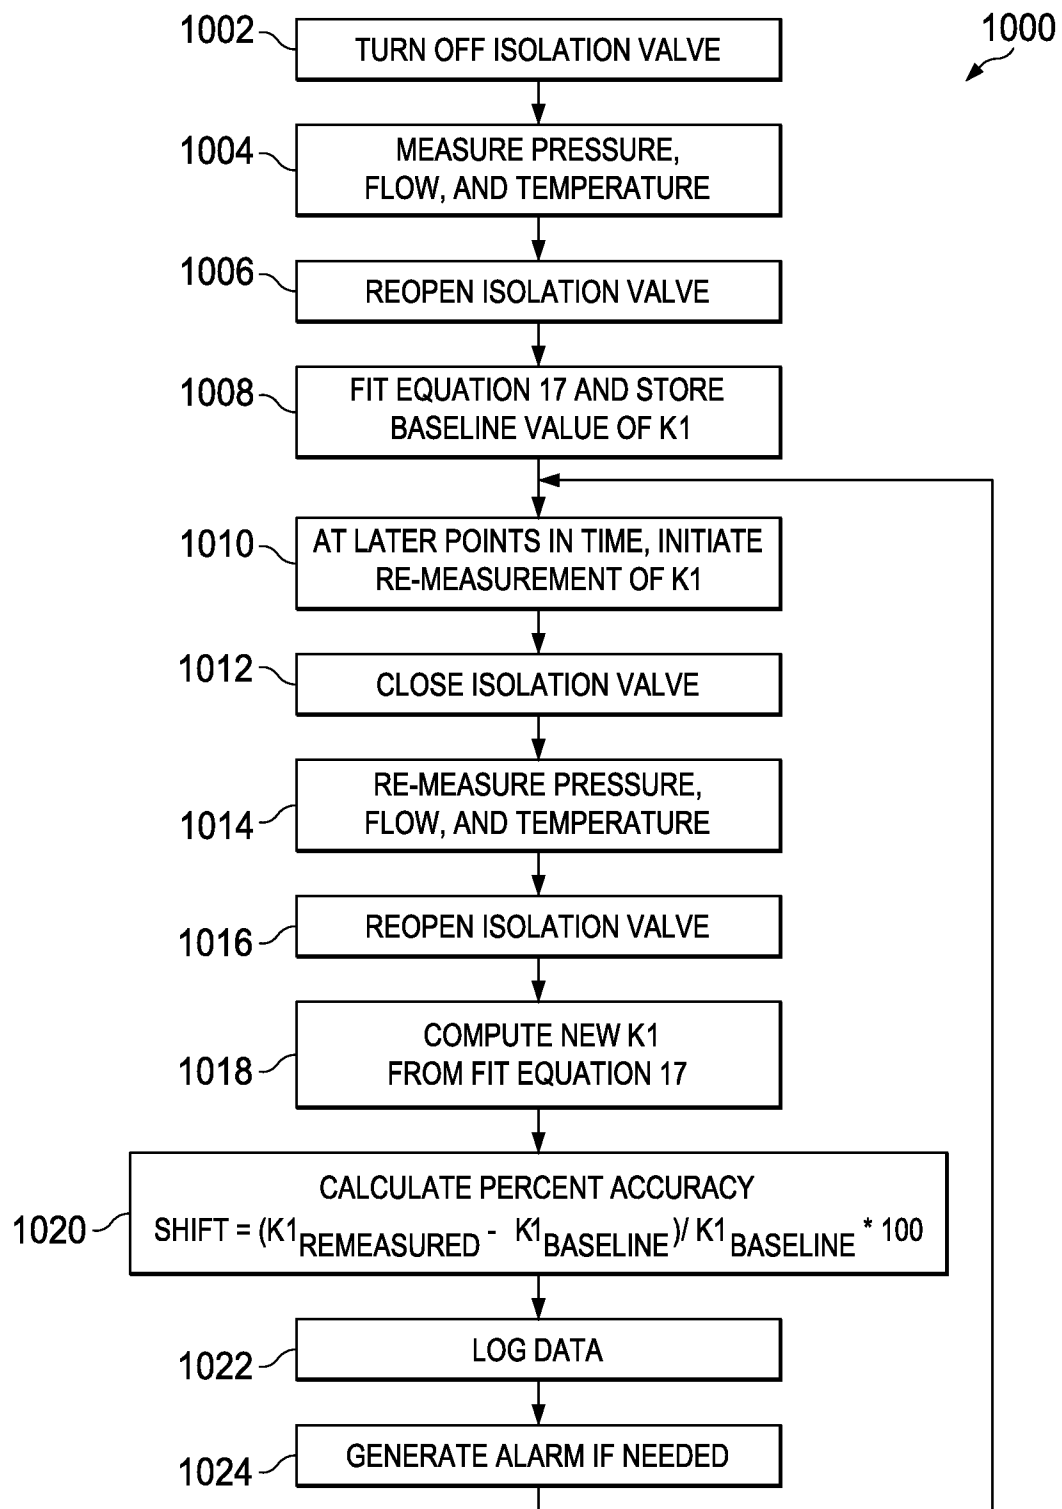 1000
1002
TURN OFF ISOLATION VALVE
1004
MEASURE PRESSURE,
FLOW, AND TEMPERATURE
1006
REOPEN ISOLATION VALVE
1008
FIT EQUATION 17 AND STORE
BASELINE VALUE OF K1
1010
AT LATER POINTS IN TIME, INITIATE
RE-MEASUREMENT OF K1
1012
CLOSE ISOLATION VALVE
1014
RE-MEASURE PRESSURE,
FLOW, AND TEMPERATURE
1016
REOPEN ISOLATION VALVE
1018
COMPUTE NEW K1
FROM FIT EQUATION 17
1020
CALCULATE PERCENT ACCURACY
SHIFT = (K1REMEASURED - K1BASELINE)/ K1BASELINE * 100
1022
LOG DATA
1024
GENERATE ALARM IF NEEDED